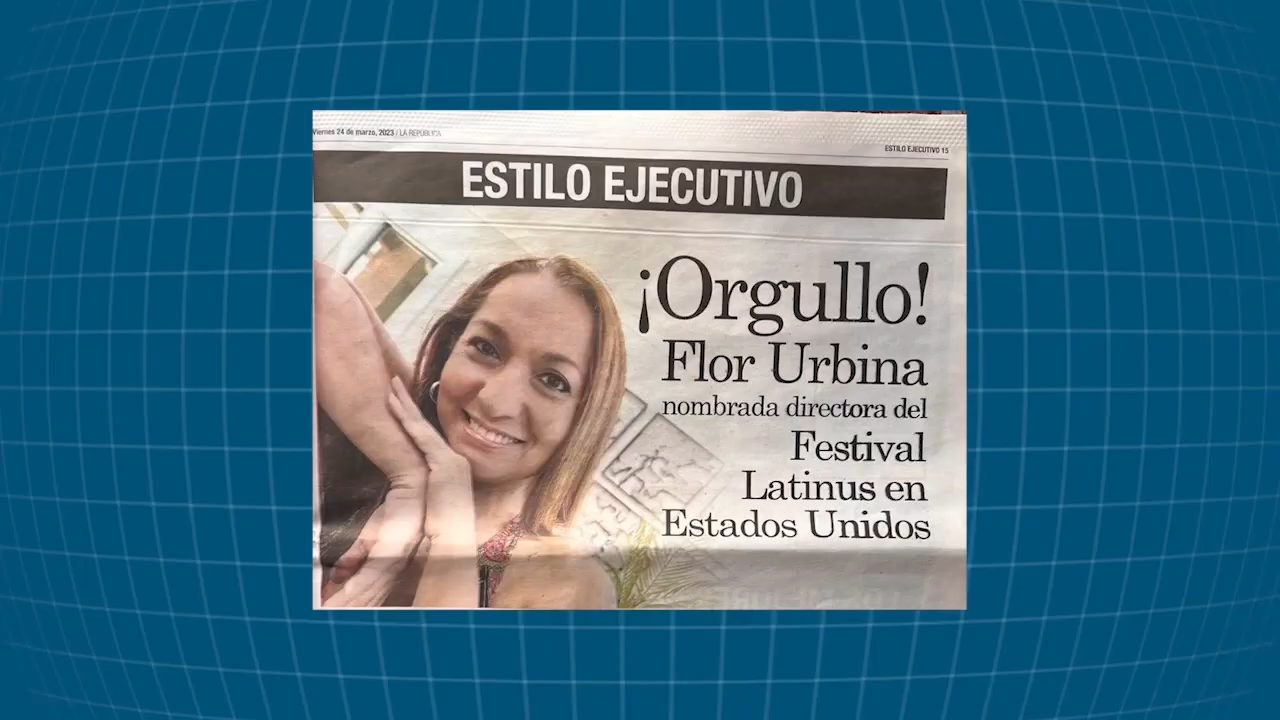 Viernes 24 de marzo, 2023 / LA REPÚBLICA
ESTILO EJECUTIVO 15
ESTILO EJECUTIVO
¡Orgullo!
Flor Urbina
nombrada directora del
Festival
Latinus en
Estados Unidos